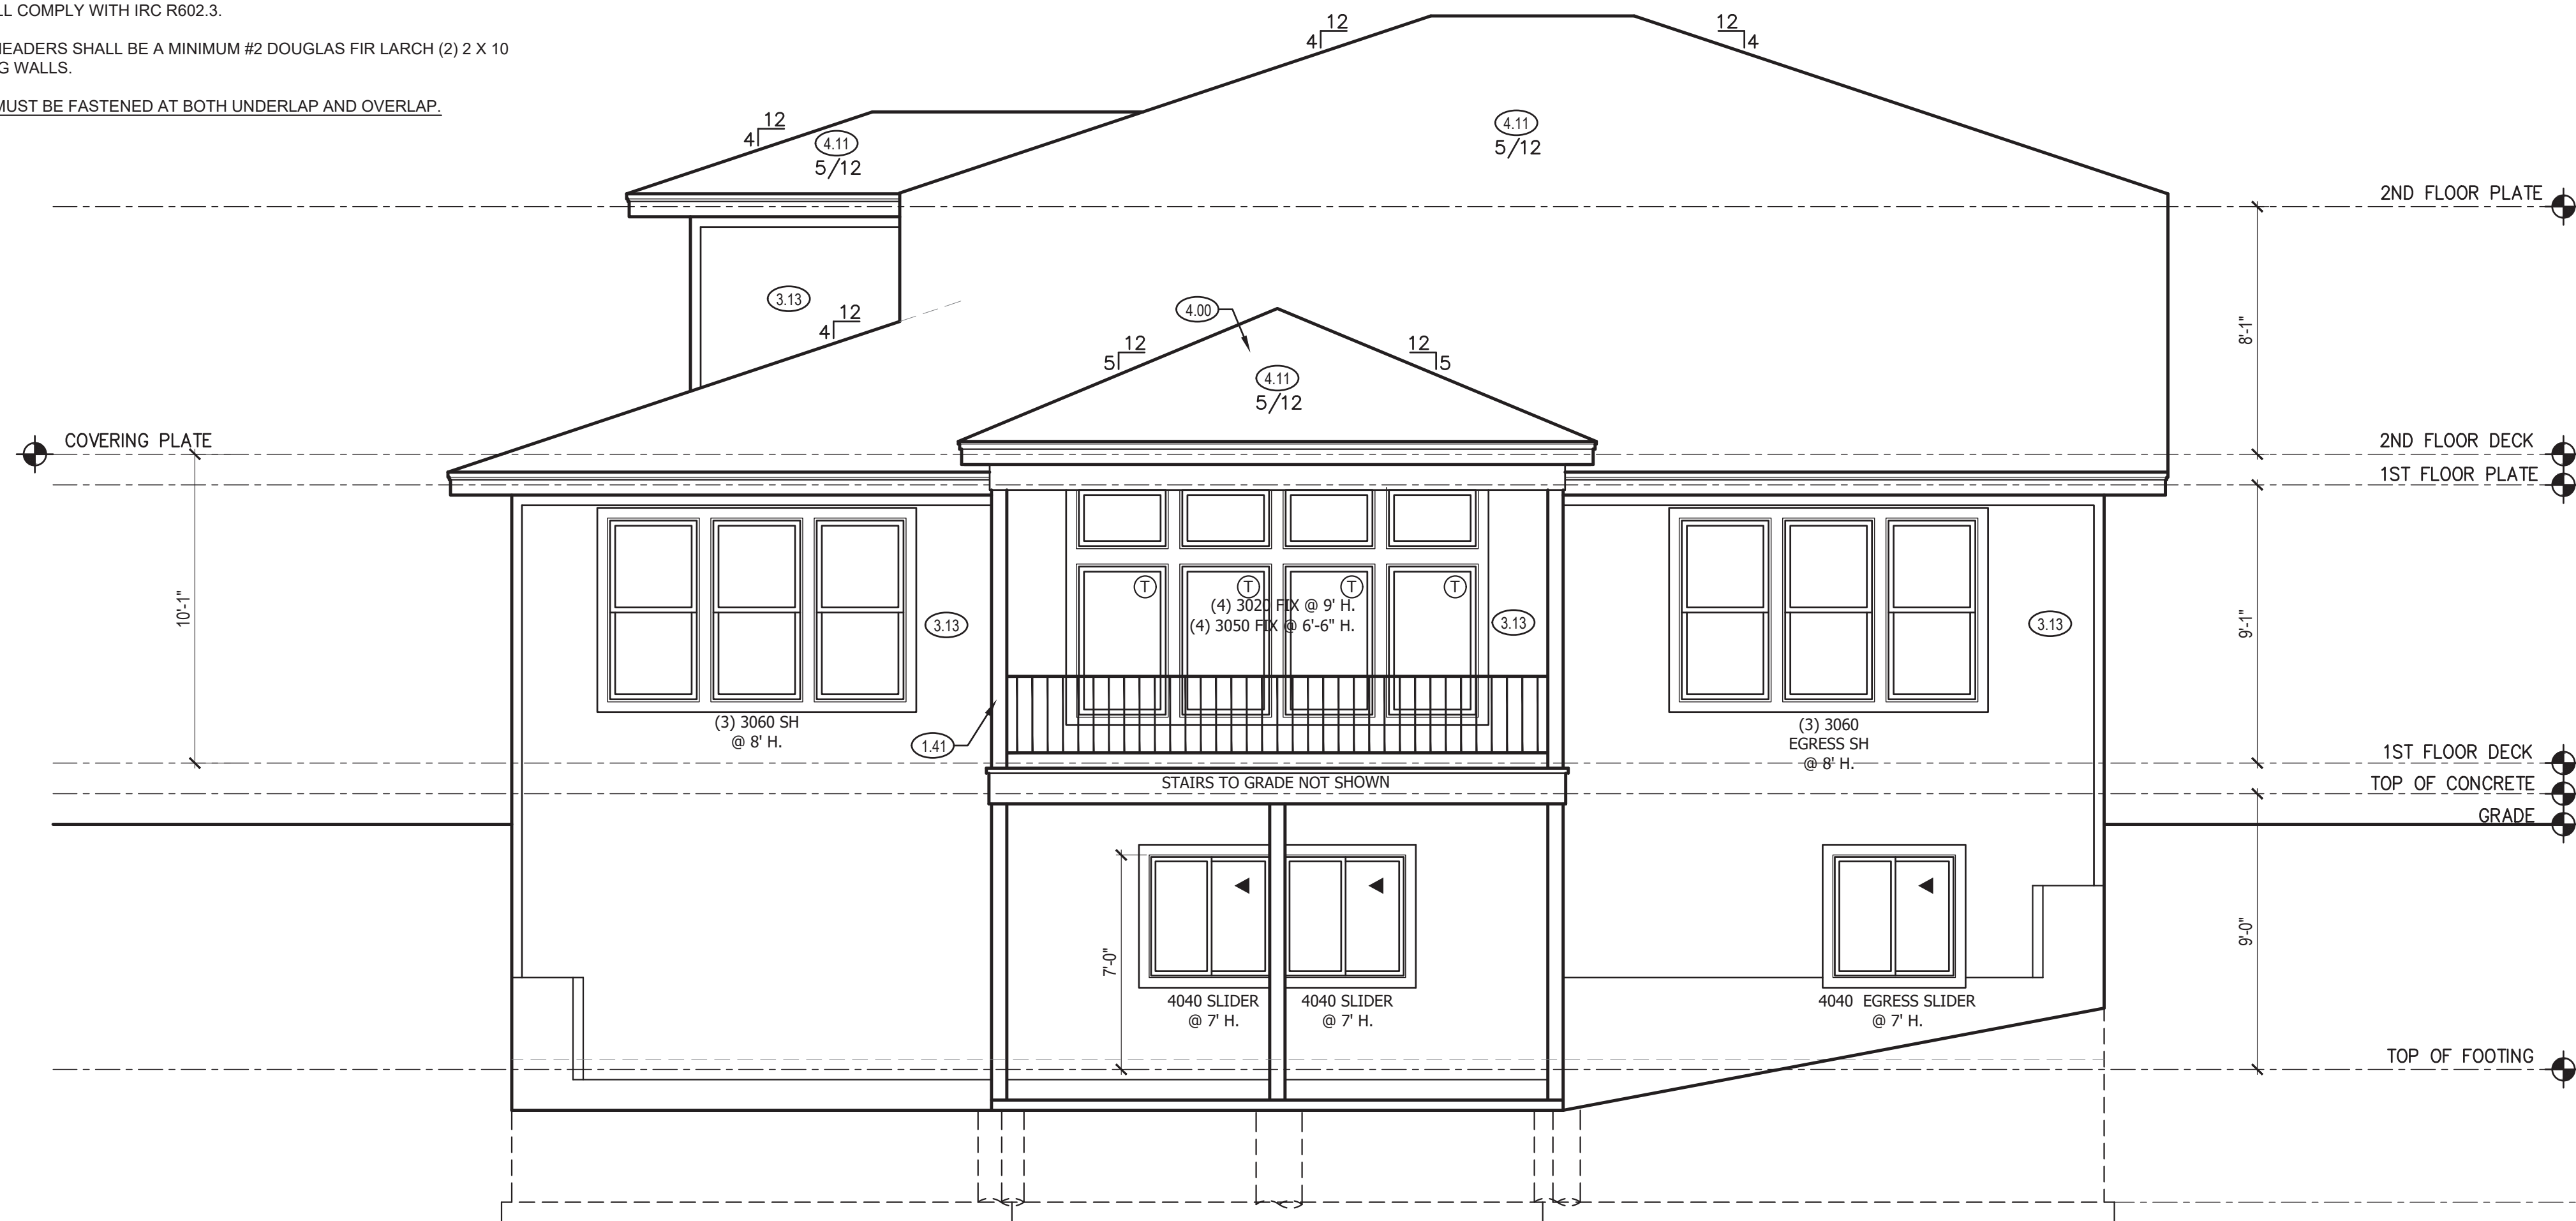 LL COMPLY WITH IRC R602.3.
HEADERS SHALL BE A MINIMUM #2 DOUGLAS FIR LARCH (2) 2 X 10
G WALLS.
MUST BE FASTENED AT BOTH UNDERLAP AND OVERLAP.
12
4
12
4
12
4
4.11
5/12
4.11
5/12
2ND FLOOR PLATE
3.13
12
4
4.00
12
5
12
5
4.11
5/12
8'-1"
COVERING PLATE
2ND FLOOR DECK
1ST FLOOR PLATE
10'-1"
T
T
T
T
(4) 3020 FIX @ 9' H.
(4) 3050 FIX @ 6'-6" H.
3.13
3.13
3.13
9'-1"
(3) 3060 SH
@ 8' H.
1.41
(3) 3060
EGRESS SH
@ 8' H.
1ST FLOOR DECK
STAIRS TO GRADE NOT SHOWN
TOP OF CONCRETE
GRADE
7'-0"
9'-0"
4040 SLIDER
@ 7' H.
4040 SLIDER
@ 7' H.
4040 EGRESS SLIDER
@ 7' H.
TOP OF FOOTING